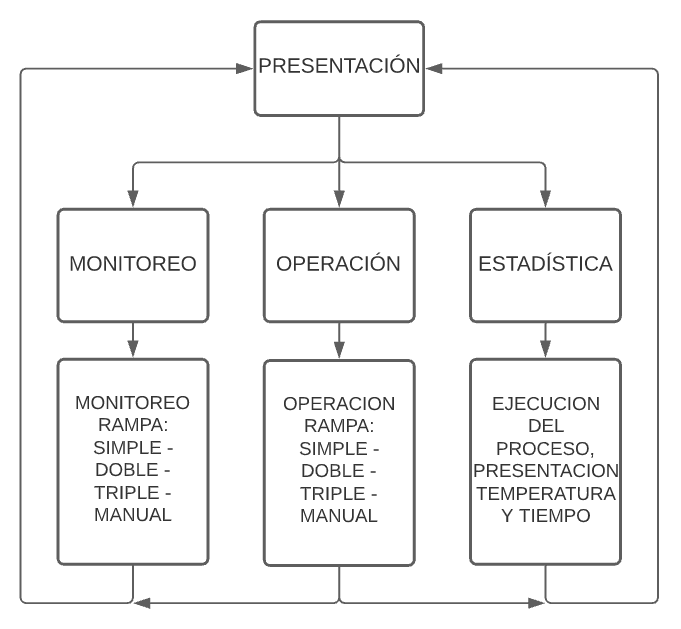 PRESENTACIÓN
MONITOREO
OPERACIÓN
ESTADÍSTICA
MONITOREO
RAMPA:
SIMPLE -
DOBLE -
TRIPLE -
MANUAL
OPERACION
RAMPA:
SIMPLE -
DOBLE -
TRIPLE -
MANUAL
EJECUCION
DEL
PROCESO,
PRESENTACION
TEMPERATURA
Y TIEMPO